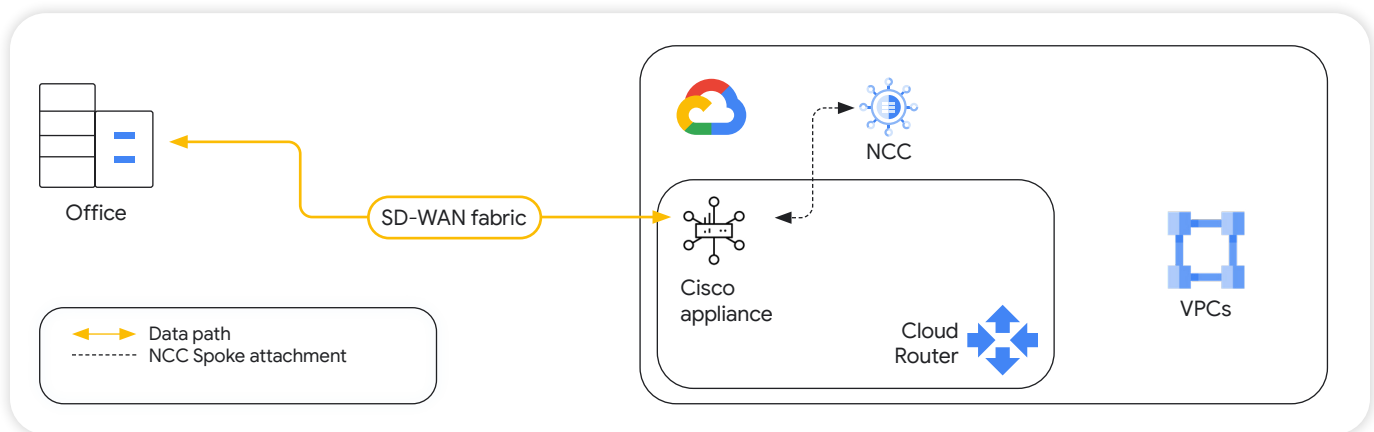 NCC
Office
SD-WAN fabric
Cisco
appliance
VPCs
Cloud
Router
Data path
NCC Spoke attachment